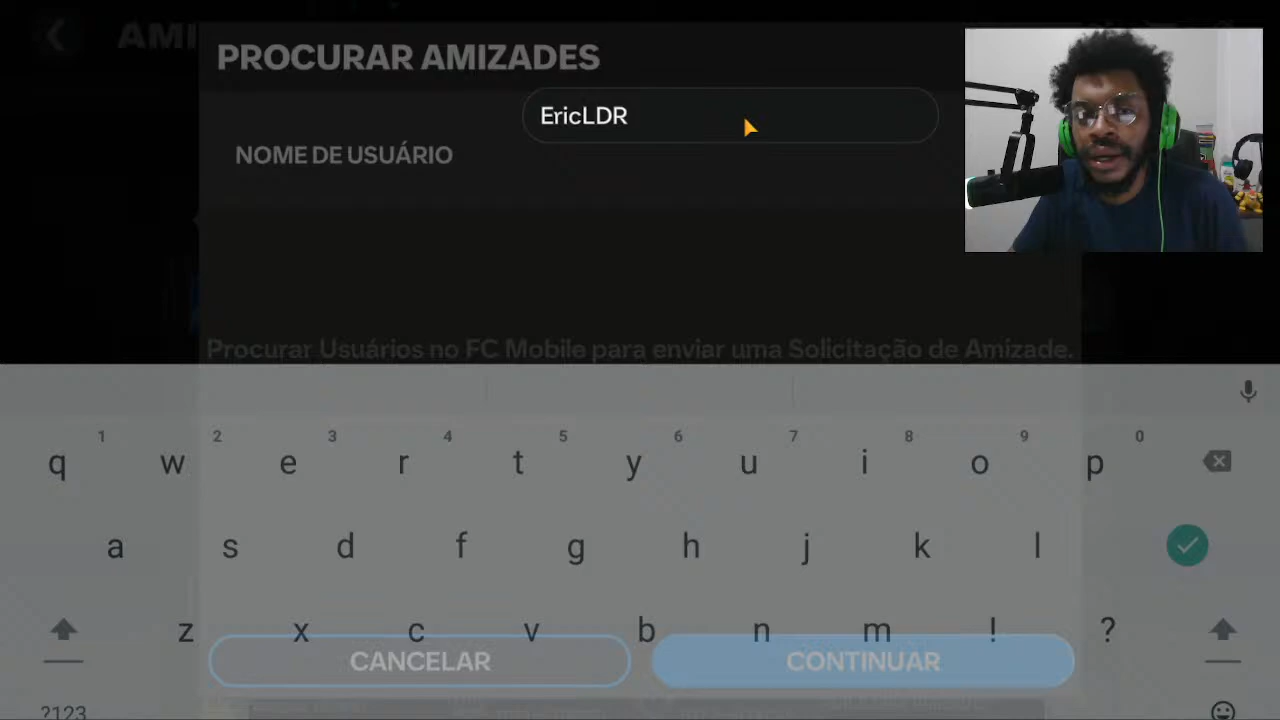 AMI
PROCURAR AMIZADES
EricLDR
NOME DE USUÁRIO
Procurar Usuários no FC Mobile para enviar uma Solicitação de Amizade.
1 2 3 4 5 6 7 8 9 0
q w e r t y u i o p
a s d f g h j k l
z x c v b n m ! ?
CANCELAR CONTINUAR
?123